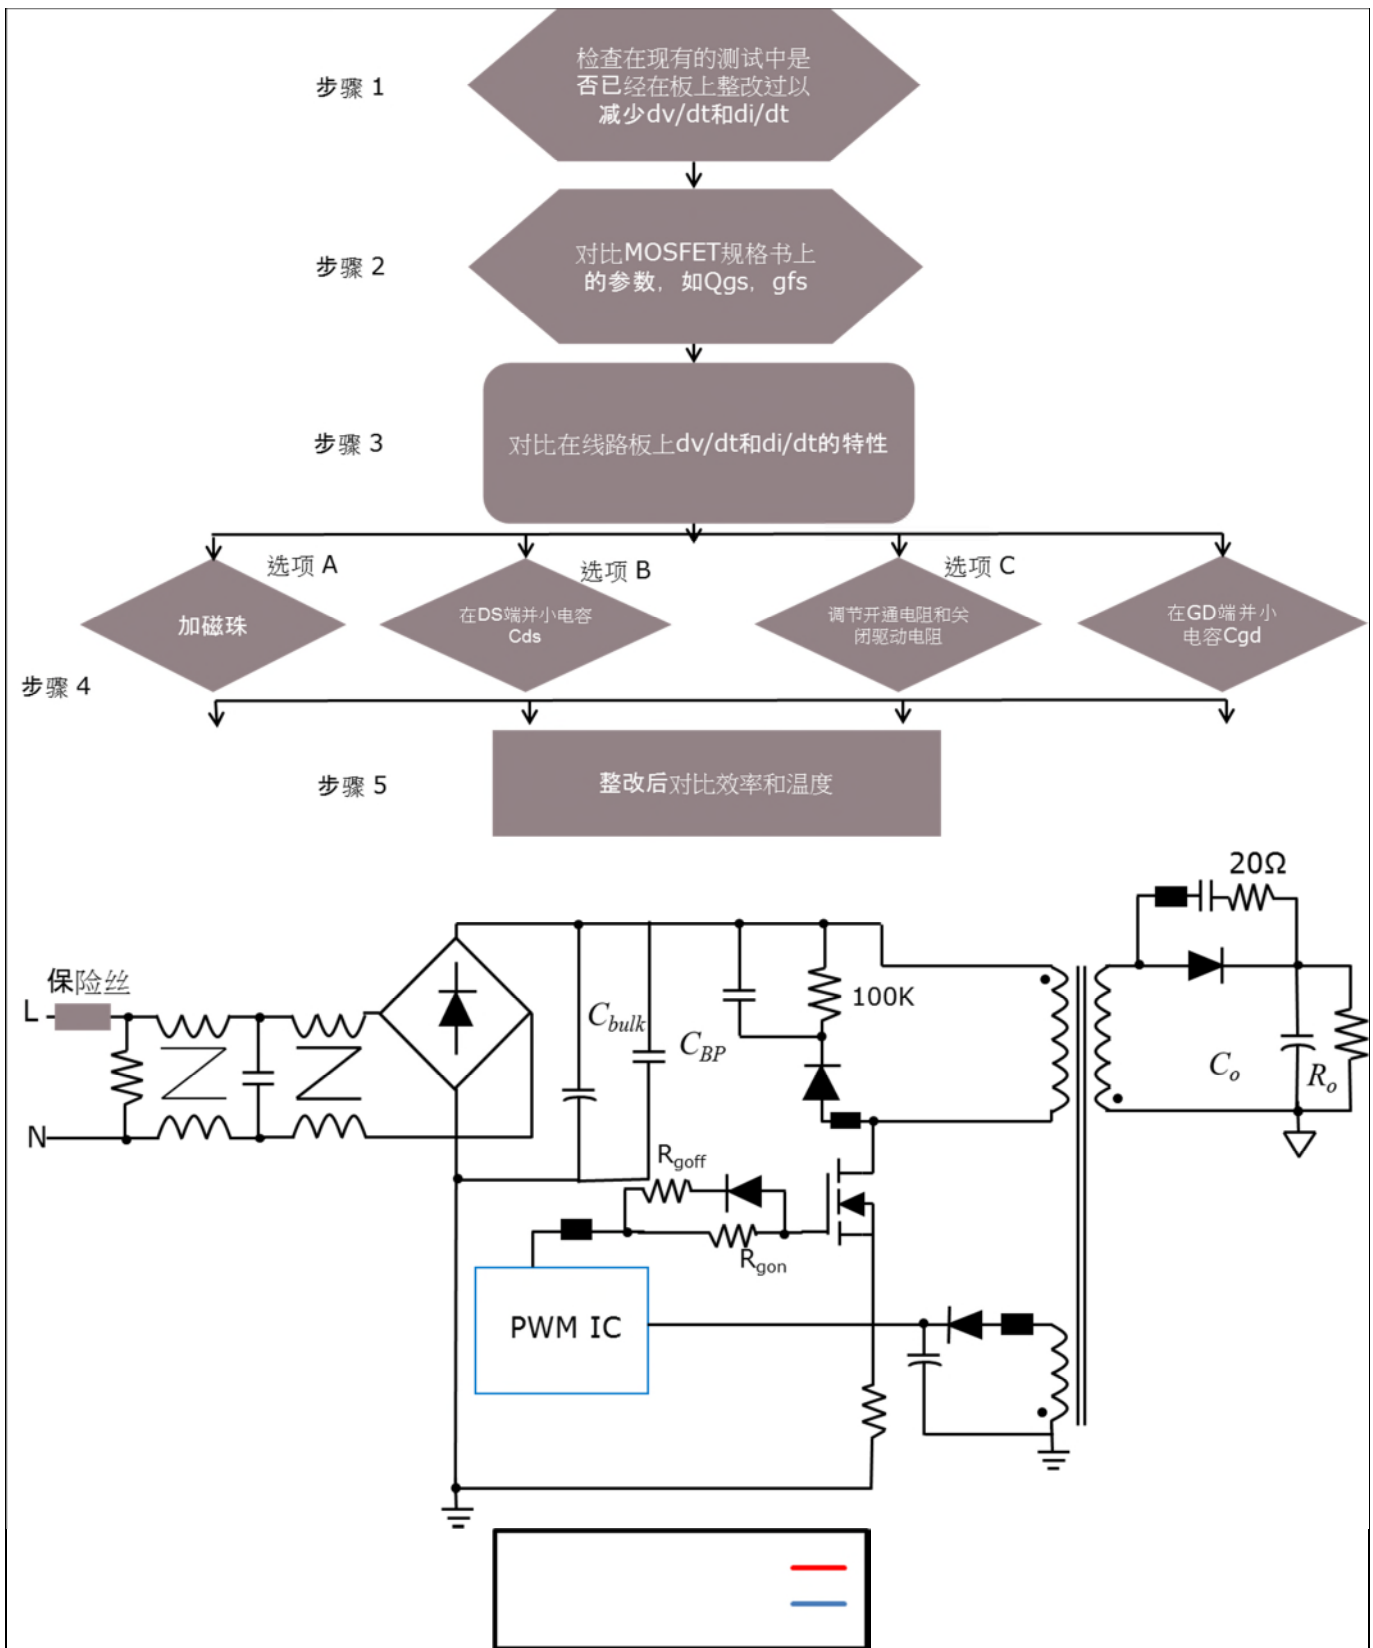 步骤 1
检查在现有的测试中是
否已经在板上整改过以
减少dv/dt和di/dt
步骤 2
对比MOSFET规格书上
的参数，如Qgs，gfs
步骤 3
对比在线路板上dv/dt和di/dt的特性
选项 A
选项 B
选项 C
加磁珠
在DS端并小电容
Cds
调节开通电阻和关
闭驱动电阻
在GD端并小
电容Cgd
步骤 4
步骤 5
整改后对比效率和温度
20Ω
保险丝
L
N
Cbulk
CBP
100K
Co
Ro
Rgoff
Rgon
PWM IC